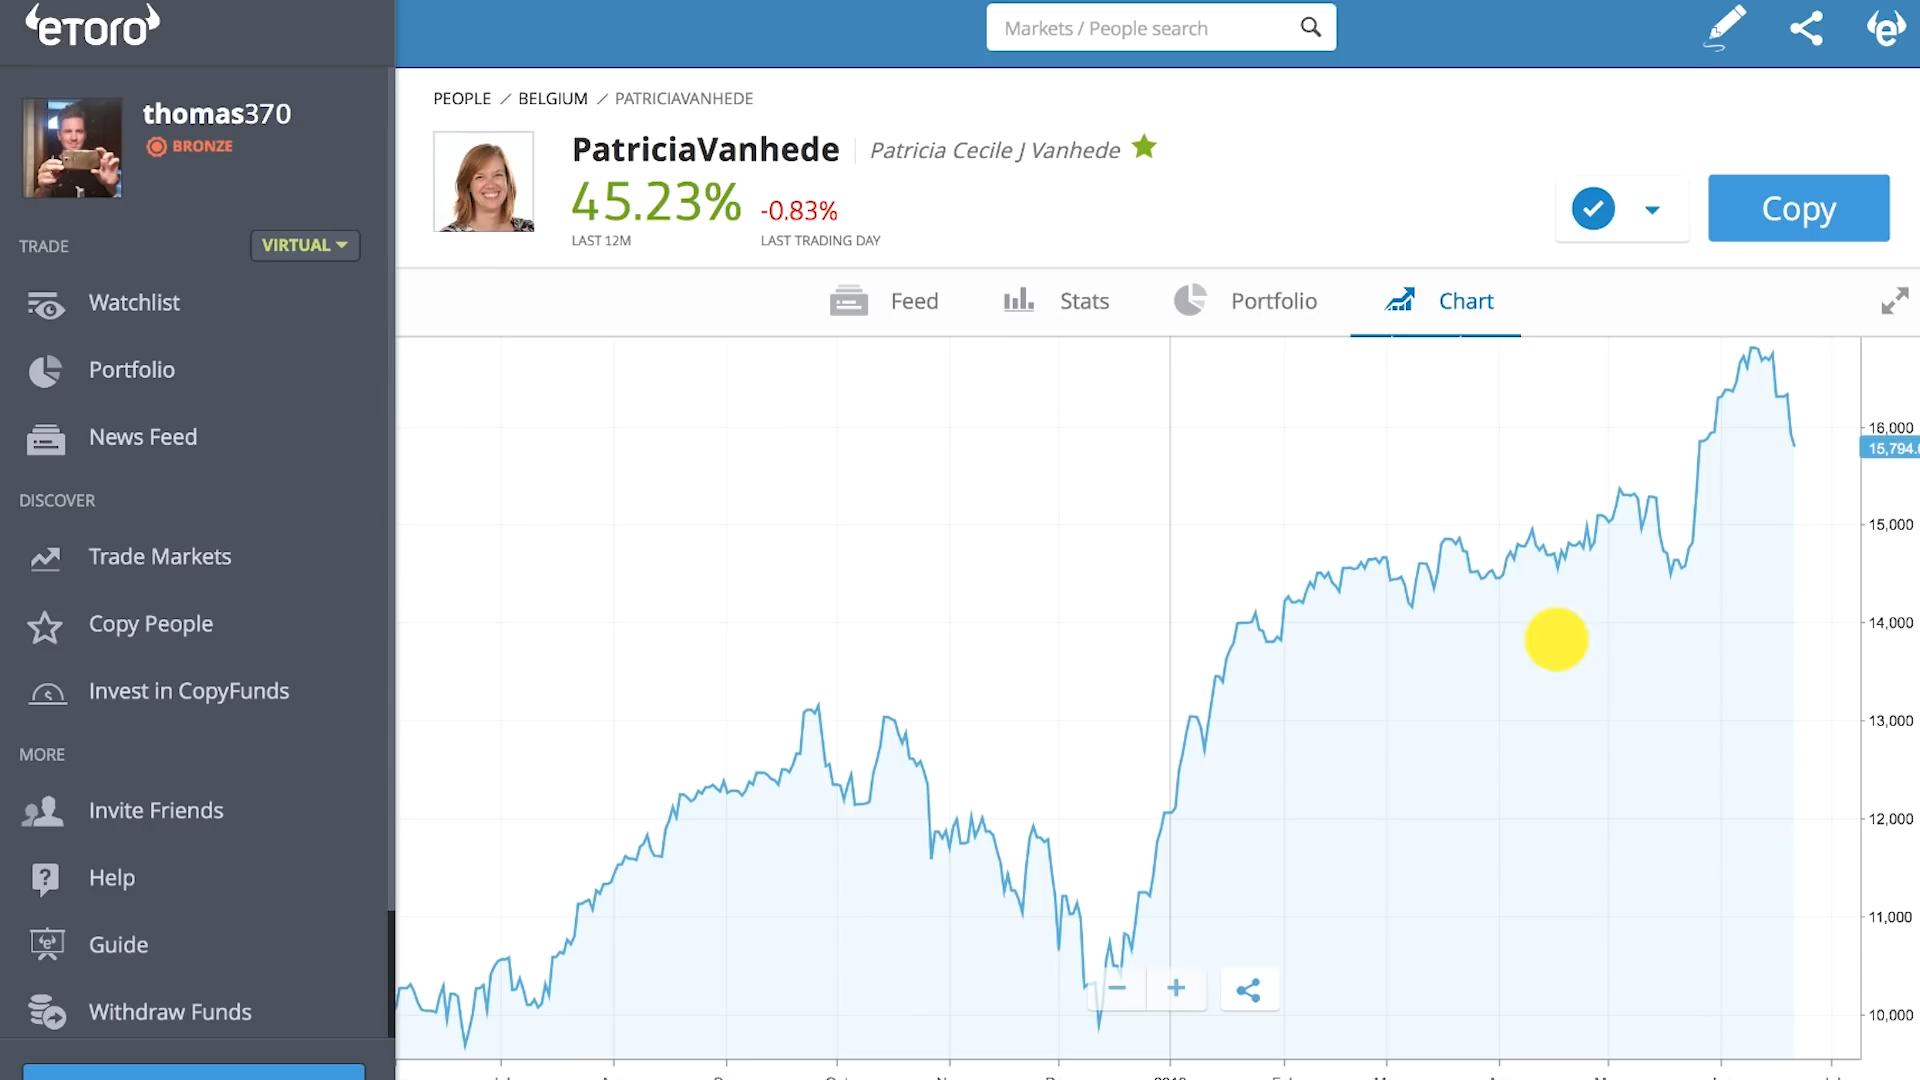 eToro
Markets / People search
thomas370
BRONZE
TRADE
VIRTUAL
Watchlist
Portfolio
News Feed
DISCOVER
Trade Markets
Copy People
Invest in CopyFunds
MORE
Invite Friends
Help
Guide
Withdraw Funds
PEOPLE / BELGIUM / PATRICIAVANHEDE
PatriciaVanhede
Patricia Cecile J Vanhede
45.23%
-0.83%
LAST 12M
LAST TRADING DAY
Copy
Feed
Stats
Portfolio
Chart
16,000
15,794.
15,000
14,000
13,000
12,000
11,000
10,000